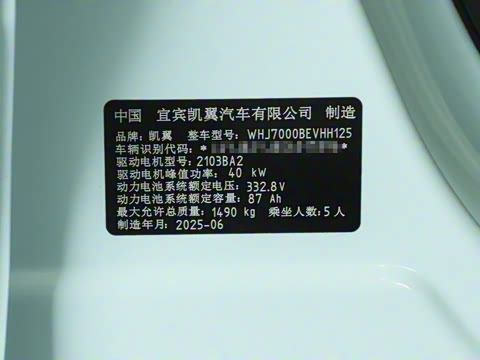 中国 宜宾凯翼汽车有限公司 制造
品牌：凯翼 整车型号：WHJ7000BEVHH125
车辆识别代码：* *
驱动电机型号：2103BA2
驱动电机峰值功率：40 kW
动力电池系统额定电压：332.8V
动力电池系统额定容量：87 Ah
最大允许总质量：1490 kg 乘坐人数：5人
制造年月：2025-06